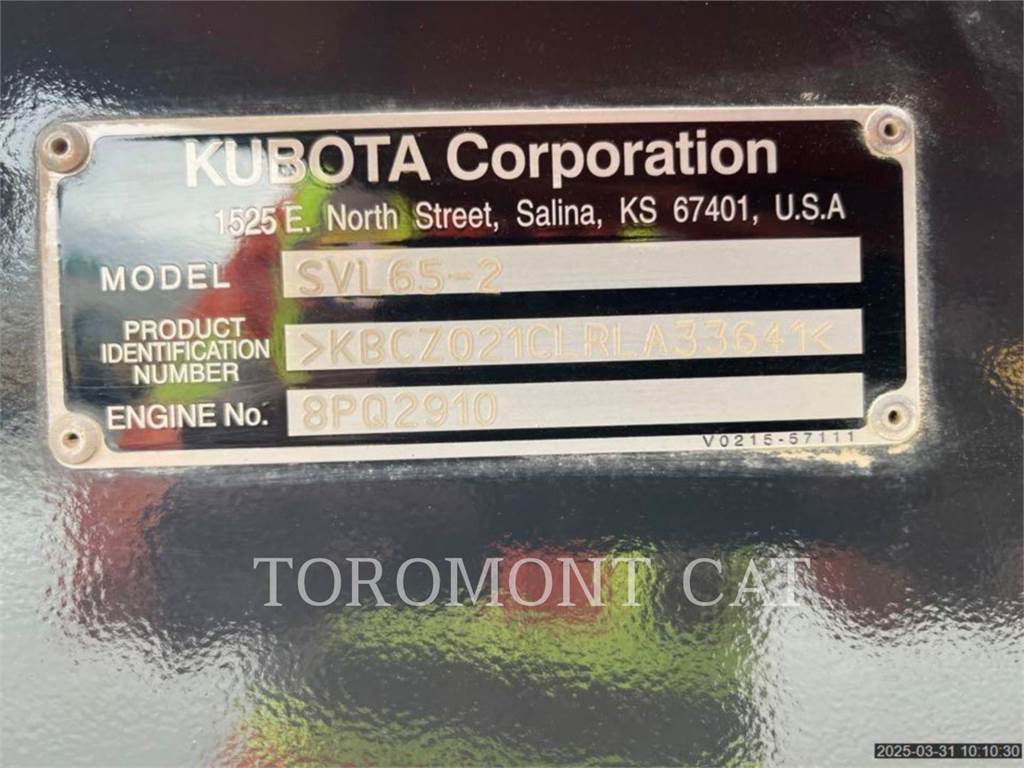 KUBOTA Corporation
1525 E. North Street, Salina, KS 67401, U.S.A
MODEL SVL65-2
PRODUCT
IDENTIFICATION
NUMBER
>KBCZ021CLRLA33641<
ENGINE No. 8PQ2910
V0215-57111
TOROMONT CAT
2025-03-31 10:10:30